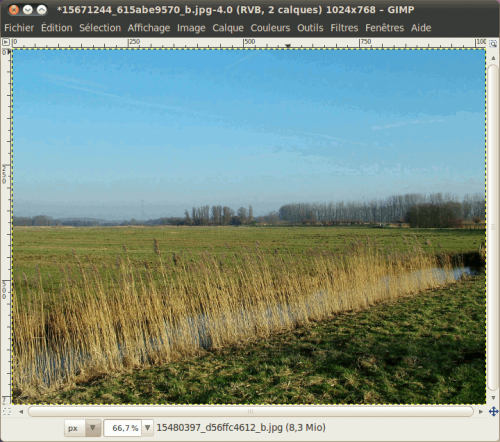 *15671244_615abe9570_b.jpg-4.0 (RVB, 2 calques) 1024x768 – GIMP
Fichier Édition Sélection Affichage Image Calque Couleurs Outils Filtres Fenêtres Aide
0 250 500 750 100
0
250
500
px 66,7 % 15480397_d56ffc4612_b.jpg (8,3 Mio)